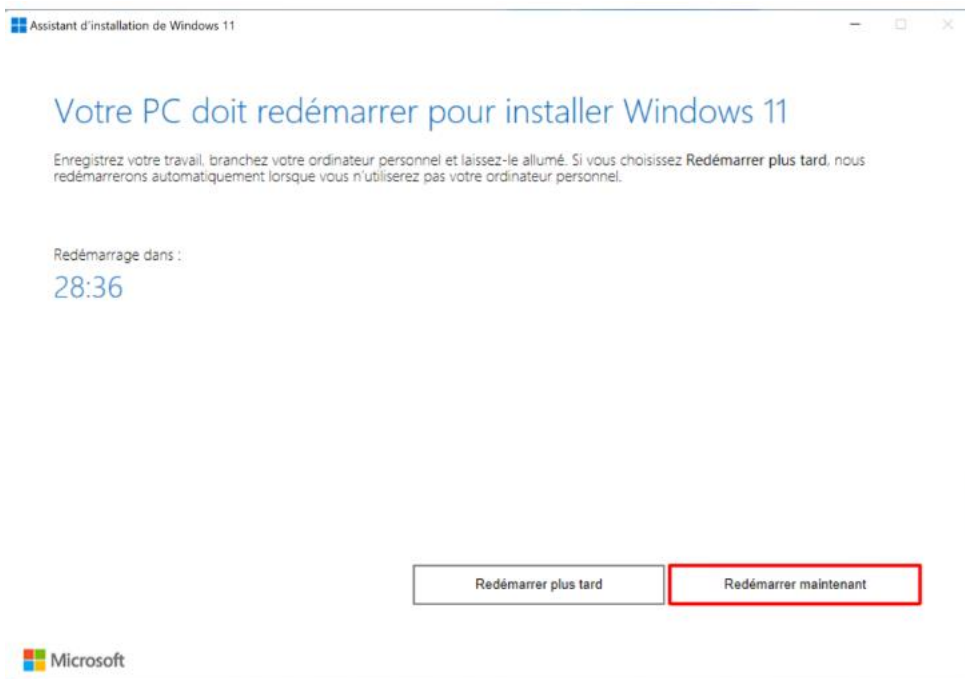 Assistant d'installation de Windows 11
Votre PC doit redémarrer pour installer Windows 11
Enregistrez votre travail, branchez votre ordinateur personnel et laissez-le allumé. Si vous choisissez Redémarrer plus tard, nous
redémarrerons automatiquement lorsque vous n'utiliserez pas votre ordinateur personnel.
Redémarrage dans :
28:36
Redémarrer plus tard
Redémarrer maintenant
Microsoft